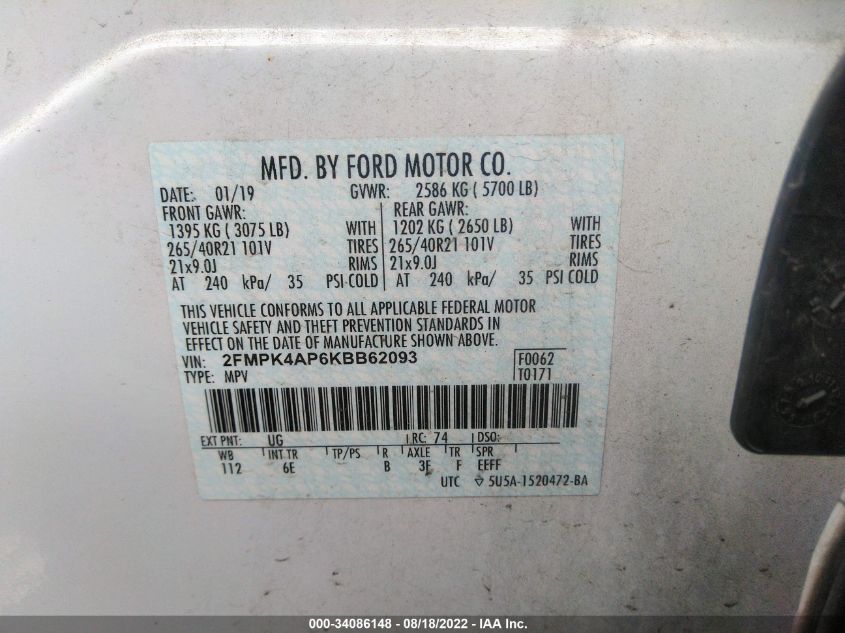 MFD. BY FORD MOTOR CO.
DATE: 01/19 GVWR: 2586 KG ( 5700 LB)
FRONT GAWR: REAR GAWR:
1395 KG ( 3075 LB) WITH 1202 KG ( 2650 LB) WITH
265/40R21 101V TIRES 265/40R21 101V TIRES
21x9.0J RIMS 21x9.0J RIMS
AT 240 kPa/ 35 PSI COLD AT 240 kPa/ 35 PSI COLD
THIS VEHICLE CONFORMS TO ALL APPLICABLE FEDERAL MOTOR
VEHICLE SAFETY AND THEFT PREVENTION STANDARDS IN
EFFECT ON THE DATE OF MANUFACTURE SHOWN ABOVE.
VIN: 2FMPK4AP6KBB62093 F0062
TYPE: MPV T0171
EXT PNT: UG RC: 74 DSO:
WB INT TR TP/PS R AXLE TR SPR
112 6E B 3F F EEFF
UTC 5U5A-1520472-BA
000-34086148 - 08/18/2022 - IAA Inc.